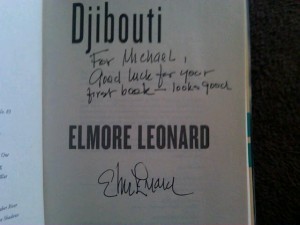 Djibouti
For Michael,
Good luck for your
first book — looks good
ELMORE LEONARD